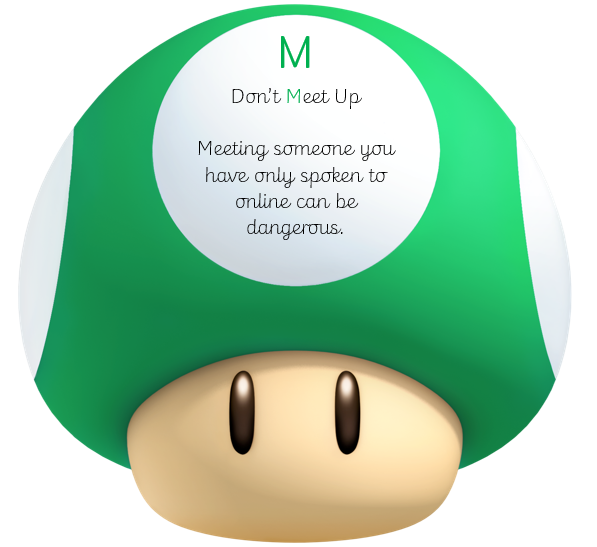 M
Don't Meet Up
Meeting someone you
have only spoken to
online can be
dangerous.